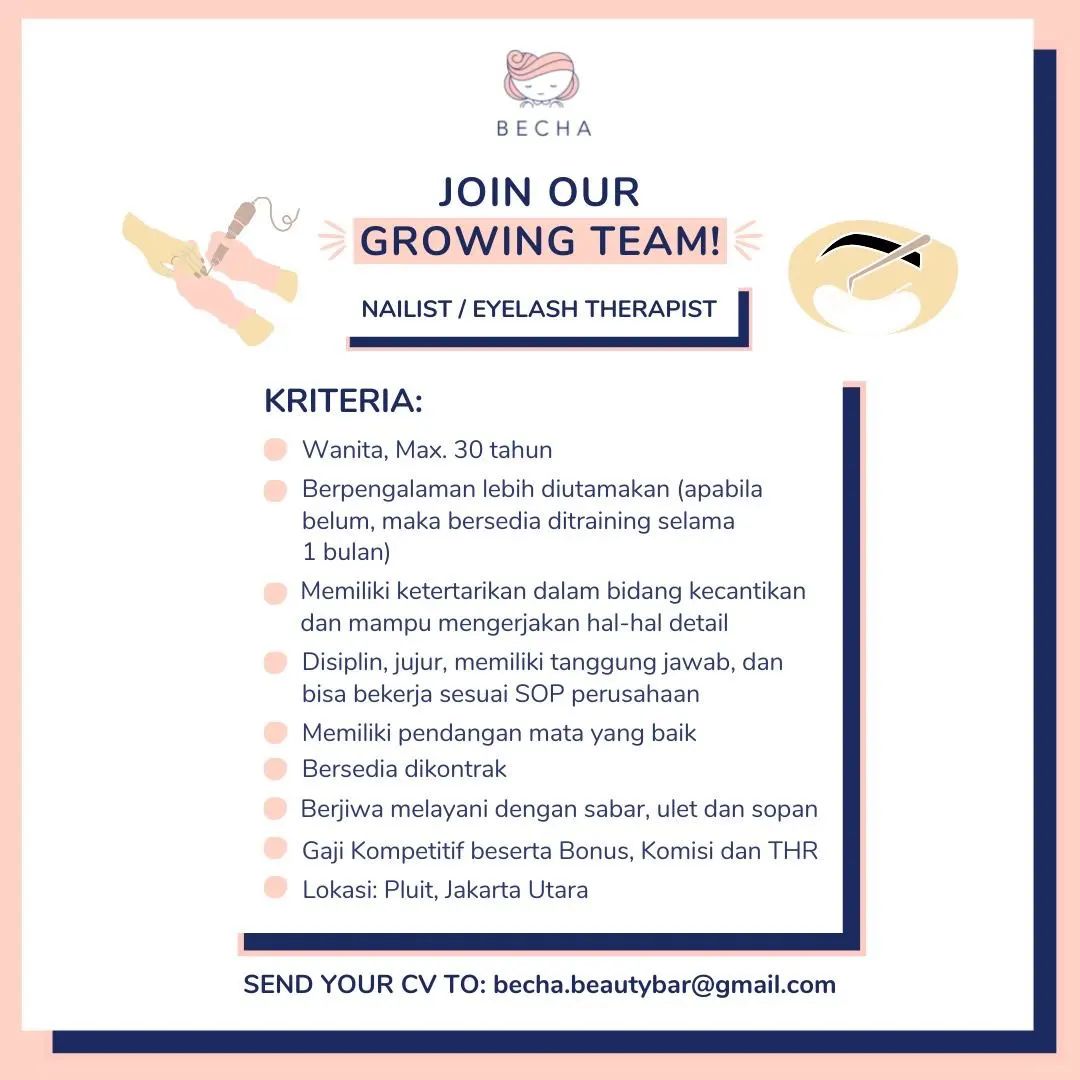 BECHA
JOIN OUR
GROWING TEAM!
NAILIST / EYELASH THERAPIST
KRITERIA:
Wanita, Max. 30 tahun
Berpengalaman lebih diutamakan (apabila
belum, maka bersedia ditraining selama
1 bulan)
Memiliki ketertarikan dalam bidang kecantikan
dan mampu mengerjakan hal-hal detail
Disiplin, jujur, memiliki tanggung jawab, dan
bisa bekerja sesuai SOP perusahaan
Memiliki pendangan mata yang baik
Bersedia dikontrak
Berjiwa melayani dengan sabar, ulet dan sopan
Gaji Kompetitif beserta Bonus, Komisi dan THR
Lokasi: Pluit, Jakarta Utara
SEND YOUR CV TO: becha.beautybar@gmail.com